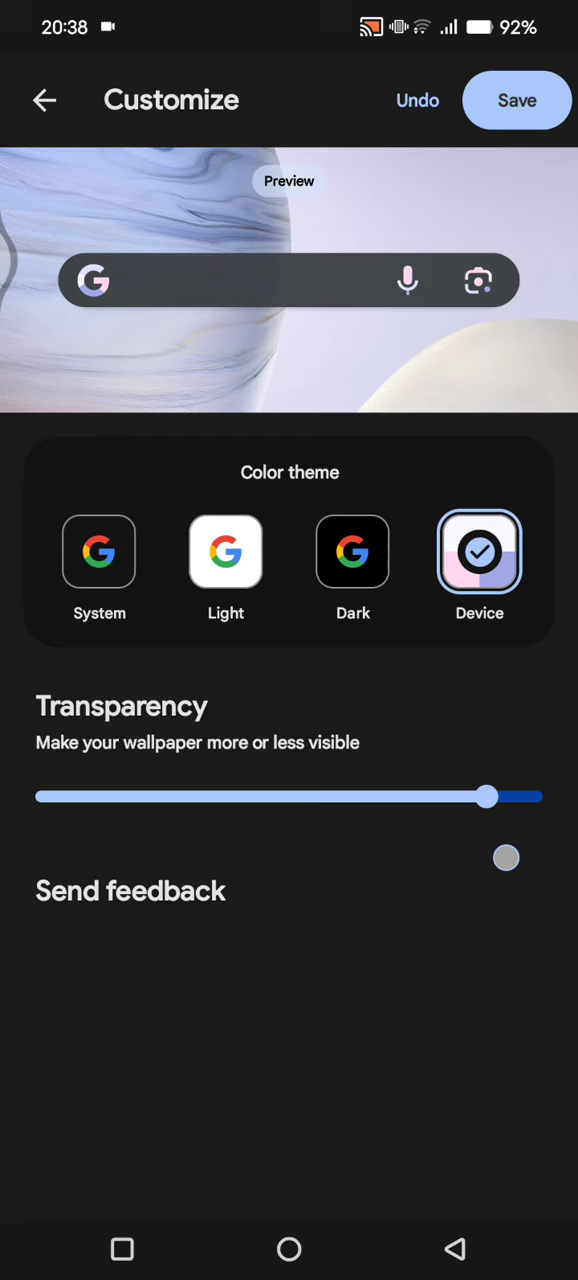 20:38 92%
Customize Undo Save
Preview
Color theme
System Light Dark Device
Transparency
Make your wallpaper more or less visible
Send feedback